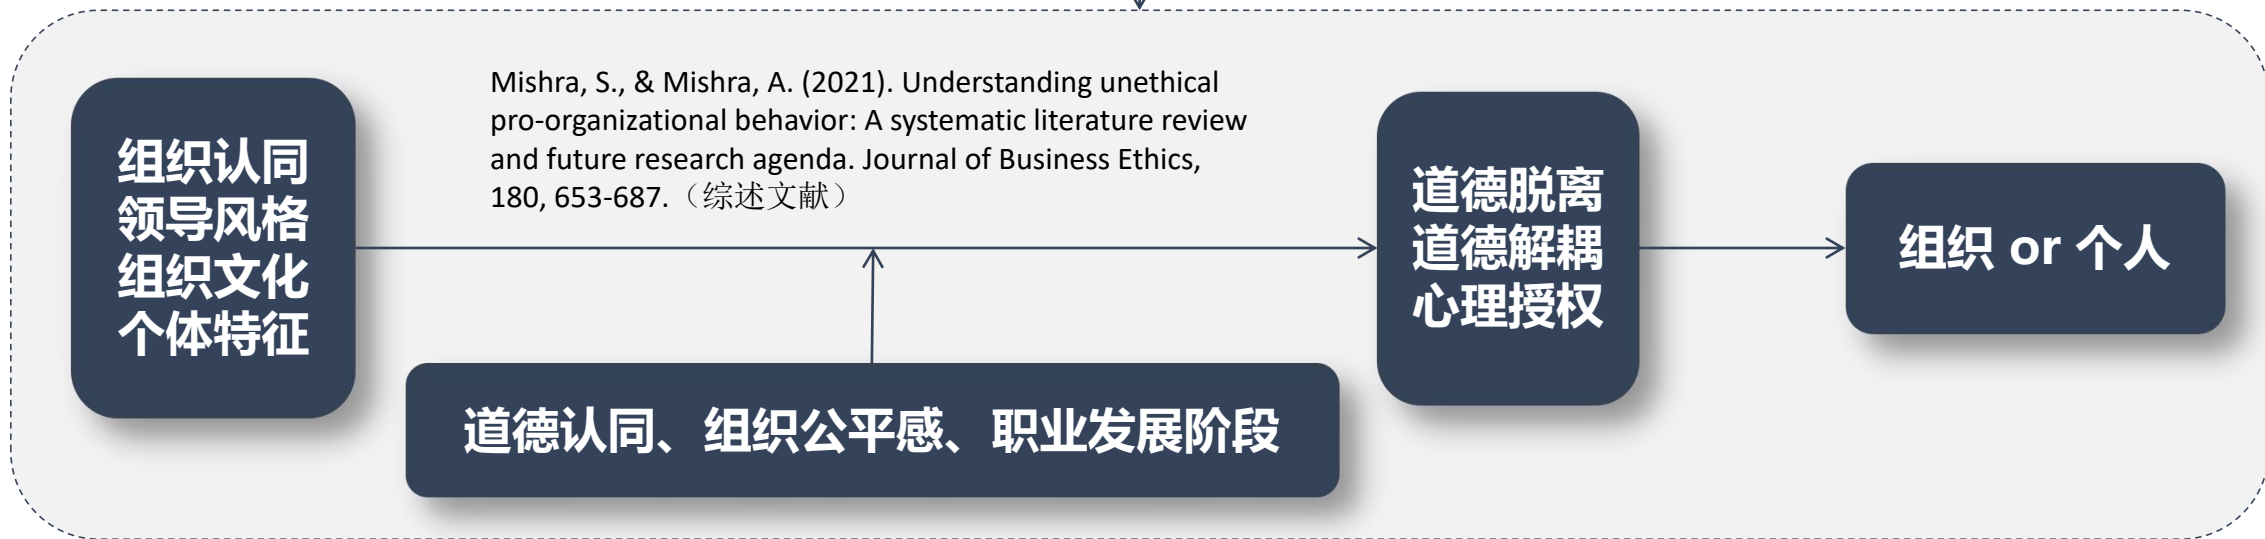 组织认同
领导风格
组织文化
个体特征
Mishra, S., & Mishra, A. (2021). Understanding unethical
pro-organizational behavior: A systematic literature review
and future research agenda. Journal of Business Ethics,
180, 653-687.（综述文献）
道德认同、组织公平感、职业发展阶段
道德脱离
道德解耦
心理授权
组织 or 个人